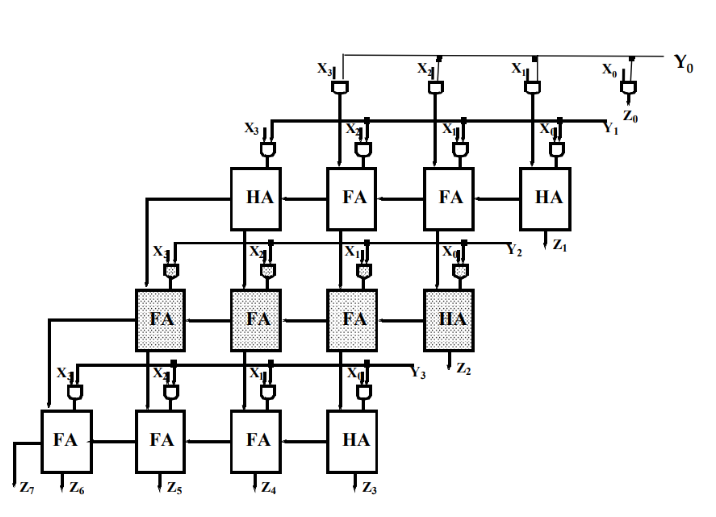 X3 X2 X1 X0 Y0
Z0
X3 X2 X1 X0 Y1
HA FA FA HA
X3 X2 X1 X0 Y2 Z1
FA FA FA HA
X3 X2 X1 X0 Y3 Z2
FA FA FA HA
Z7 Z6 Z5 Z4 Z3